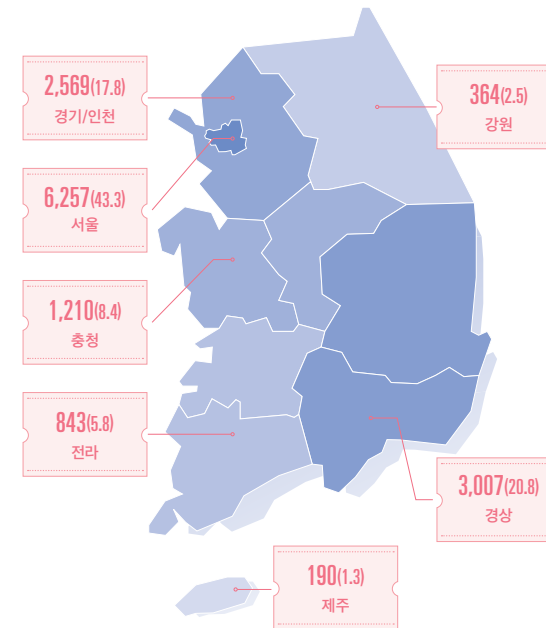 2,569(17.8)
경기/인천
364(2.5)
강원
6,257(43.3)
서울
1,210(8.4)
충청
843(5.8)
전라
3,007(20.8)
경상
190(1.3)
제주